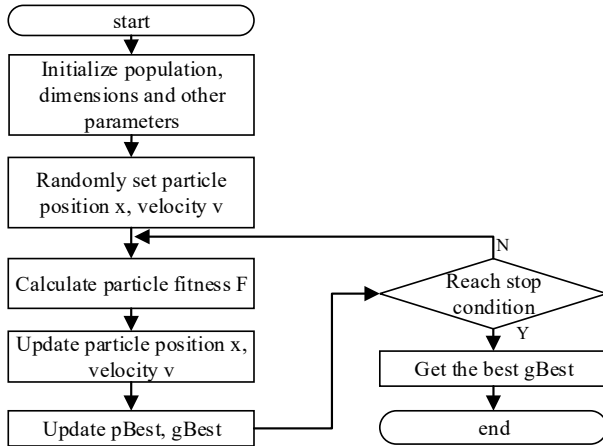 start
Initialize population,
dimensions and other
parameters
Randomly set particle
position x, velocity v
Calculate particle fitness F
Update particle position x,
velocity v
Update pBest, gBest
N
Reach stop
condition
Y
Get the best gBest
end